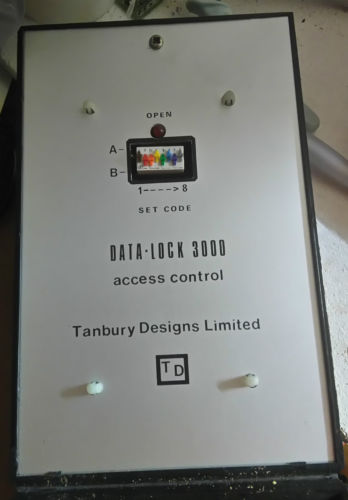 OPEN
A-
B-
1---->8
SET CODE
DATA·LOCK 3000
access control
Tanbury Designs Limited
TD